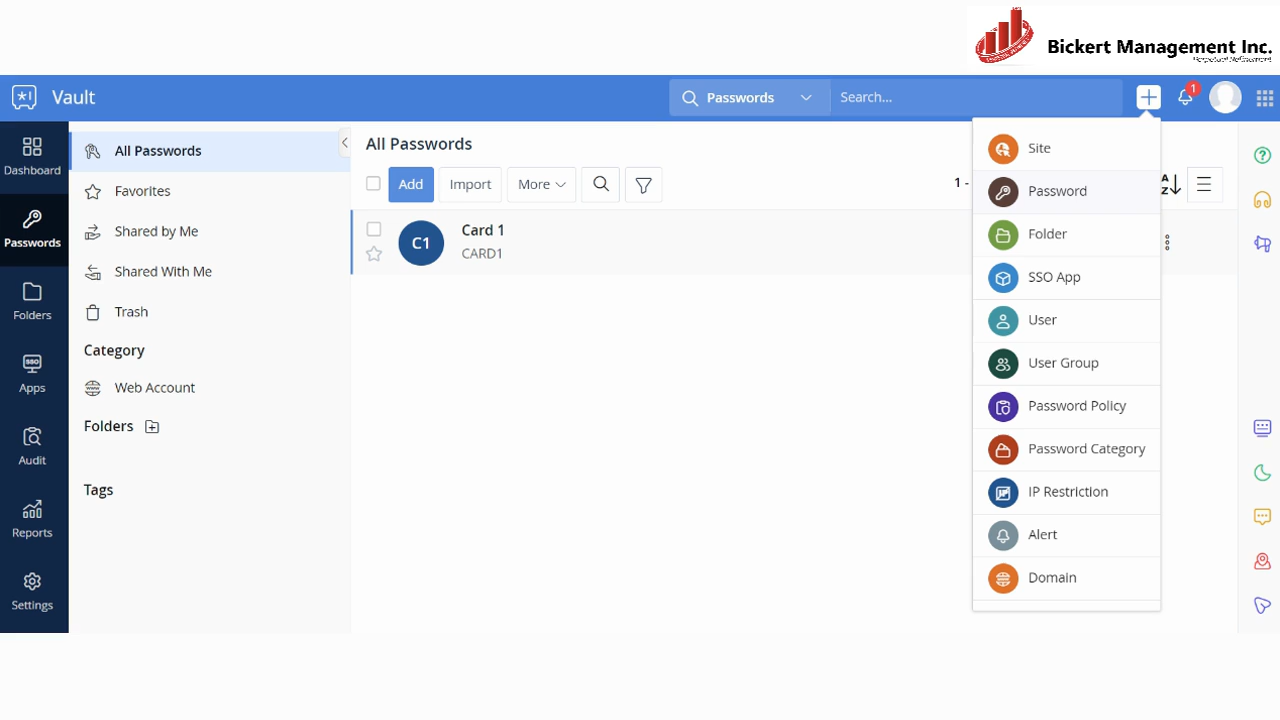 Bickert Management Inc.
Vault
Passwords
Search...
1
Dashboard
Passwords
Folders
SSO
Apps
Audit
Reports
Settings
All Passwords
Favorites
Shared by Me
Shared With Me
Trash
Category
Web Account
Folders
Tags
All Passwords
Add
Import
More
1 -
A
Z
C1
Card 1
CARD1
Site
Password
Folder
SSO App
User
User Group
Password Policy
Password Category
IP Restriction
Alert
Domain